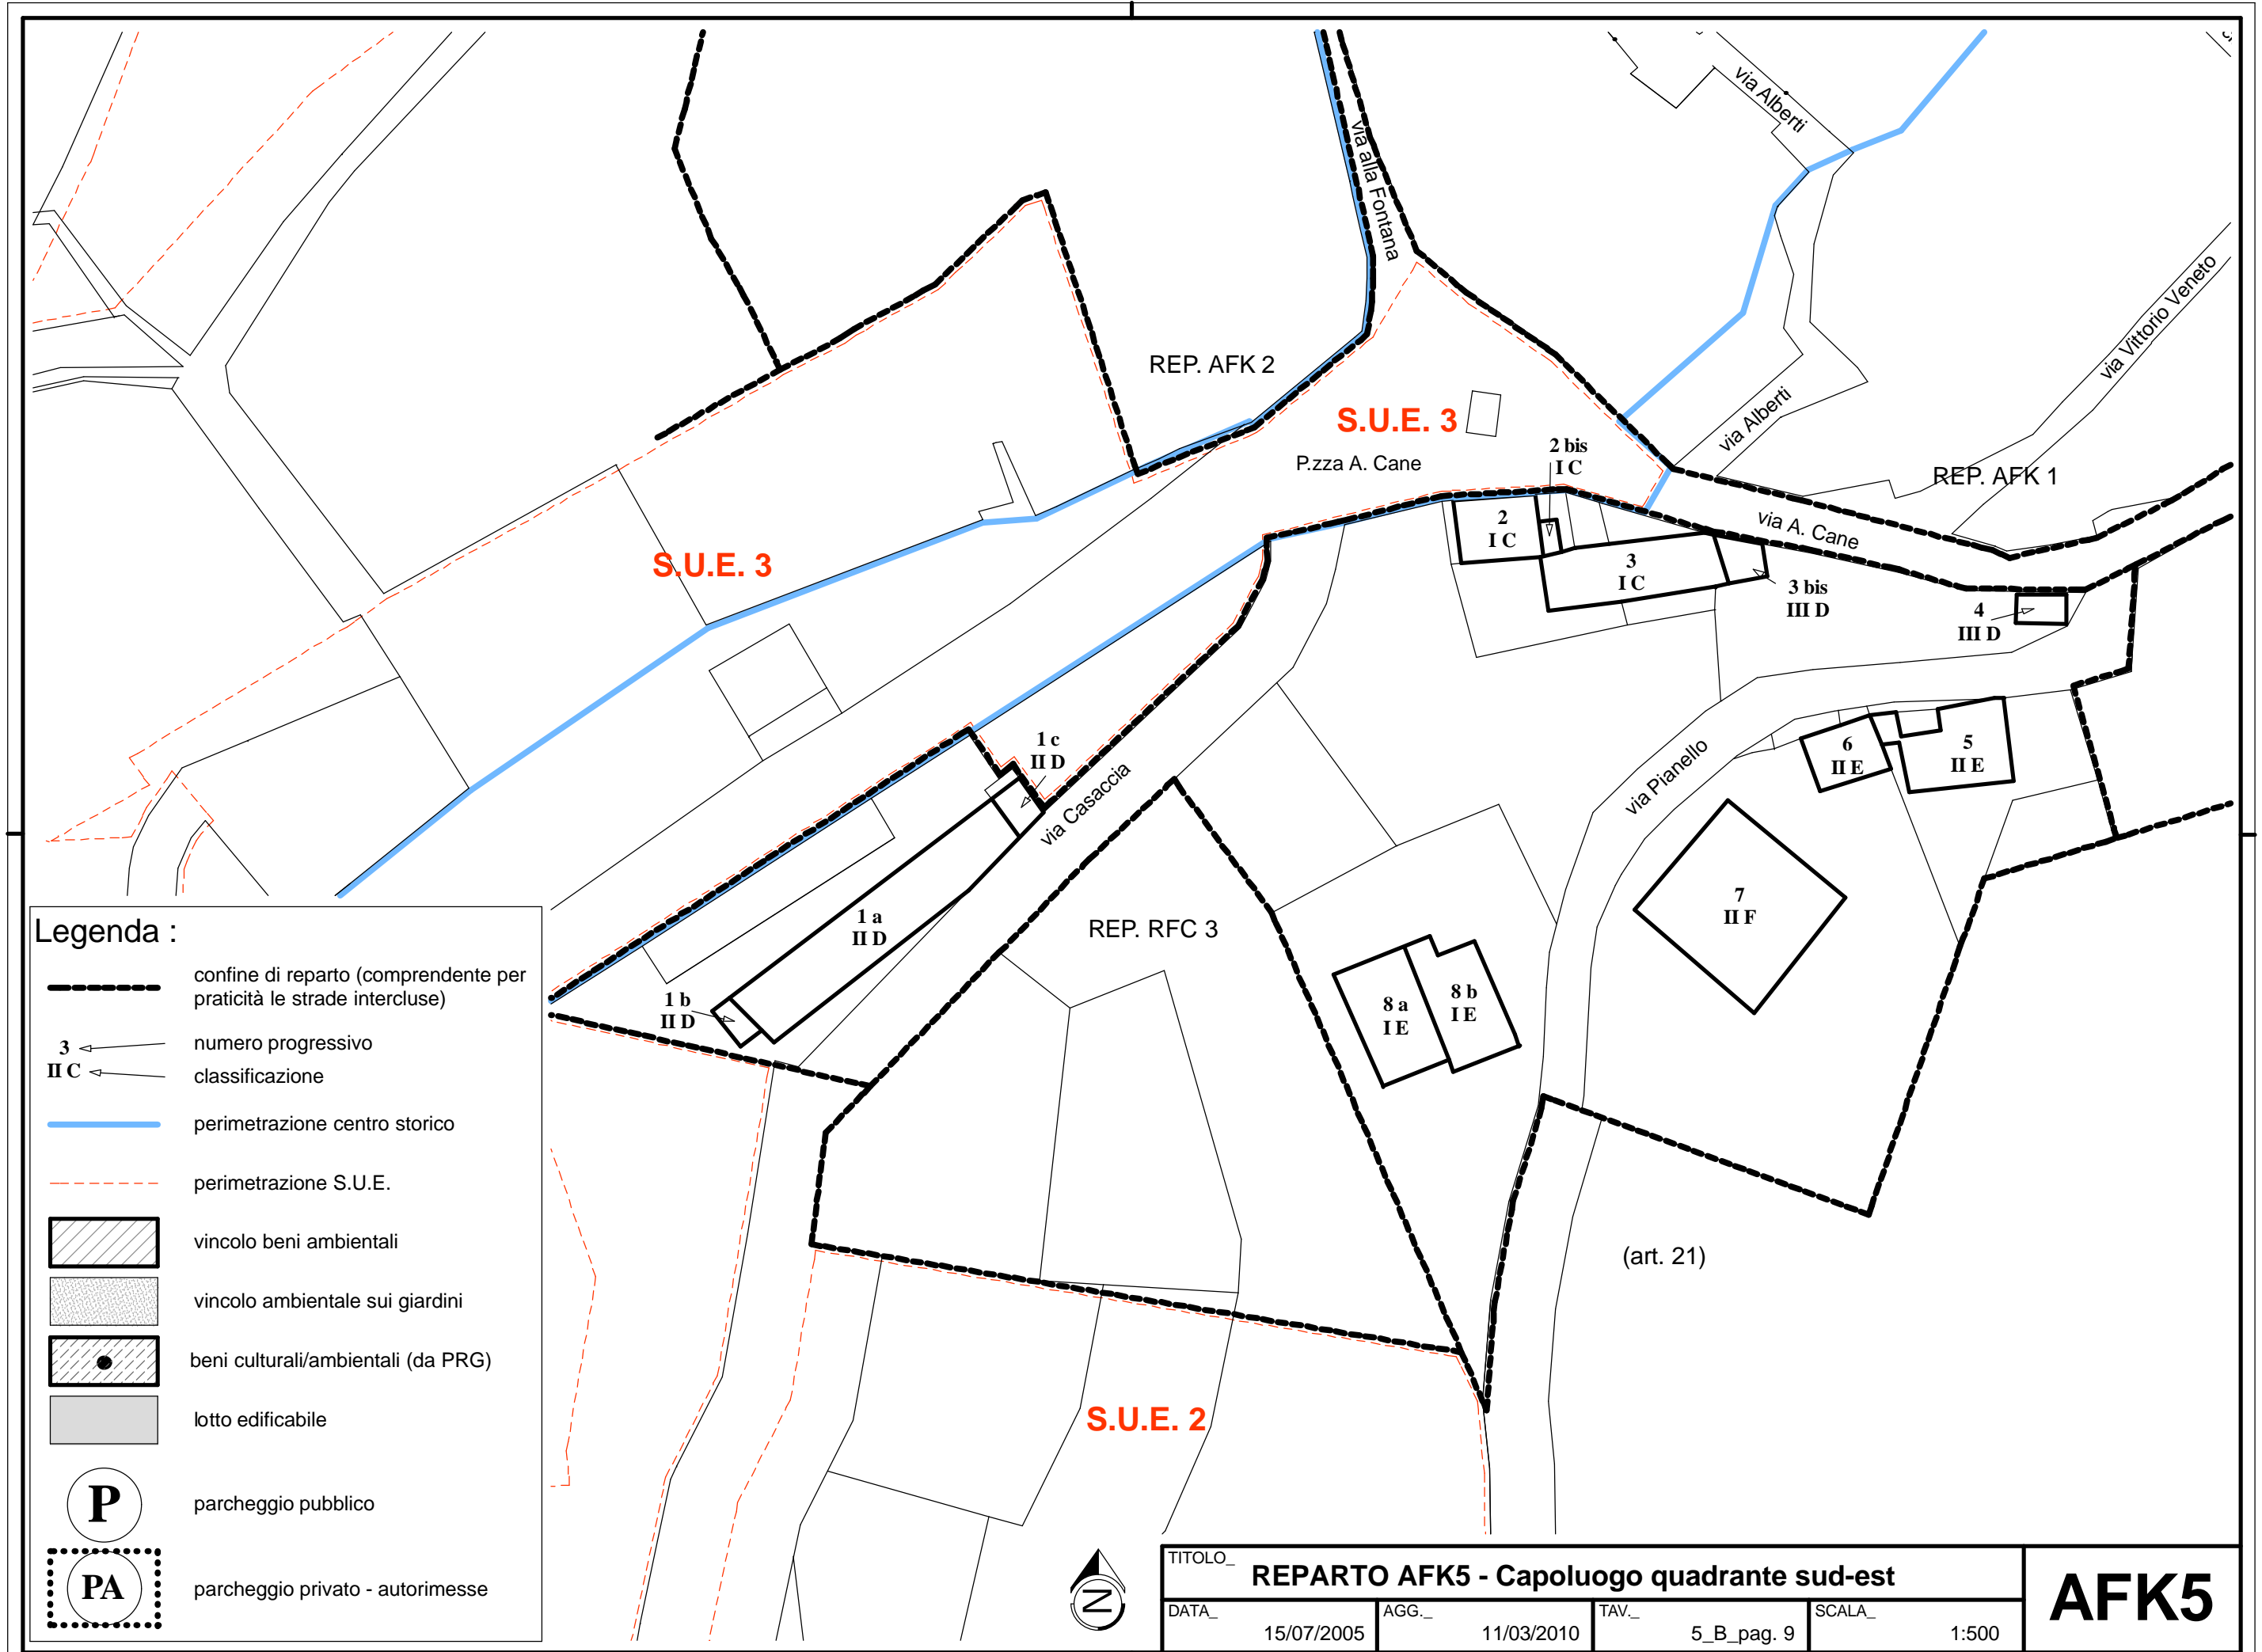 via Alberti
via alla Fontana
via Vittorio Veneto
REP. AFK 2
S.U.E. 3
P.zza A. Cane
2 bis
I C
via Alberti
REP. AFK 1
2
I C
via A. Cane
S.U.E. 3
3
I C
3 bis
III D
4
III D
1 c
II D
via Casaccia
via Pianello
6
II E
5
II E
7
II F
1 a
II D
REP. RFC 3
1 b
II D
8 a
I E
8 b
I E
(art. 21)
S.U.E. 2
Legenda :
confine di reparto (comprendente per
praticità le strade intercluse)
3
numero progressivo
II C
classificazione
perimetrazione centro storico
perimetrazione S.U.E.
vincolo beni ambientali
vincolo ambientale sui giardini
beni culturali/ambientali (da PRG)
lotto edificabile
P
parcheggio pubblico
PA
parcheggio privato - autorimesse
N
TITOLO_
REPARTO AFK5 - Capoluogo quadrante sud-est
AFK5
DATA_
15/07/2005
AGG._
11/03/2010
TAV._
5_B_pag. 9
SCALA_
1:500